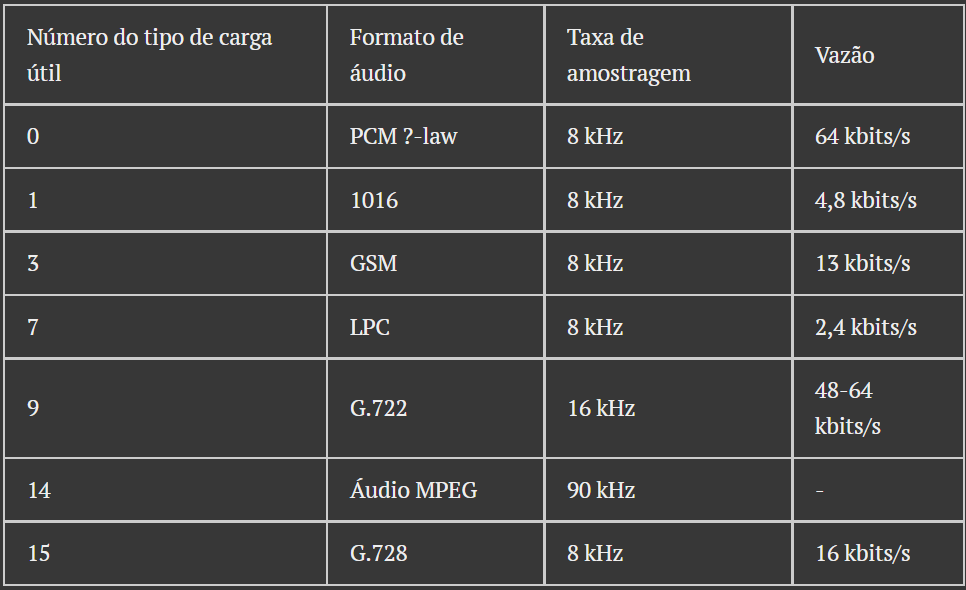 Número do tipo de carga útil | Formato de áudio | Taxa de amostragem | Vazão
0 | PCM ?-law | 8 kHz | 64 kbits/s
1 | 1016 | 8 kHz | 4,8 kbits/s
3 | GSM | 8 kHz | 13 kbits/s
7 | LPC | 8 kHz | 2,4 kbits/s
9 | G.722 | 16 kHz | 48-64 kbits/s
14 | Áudio MPEG | 90 kHz | -
15 | G.728 | 8 kHz | 16 kbits/s